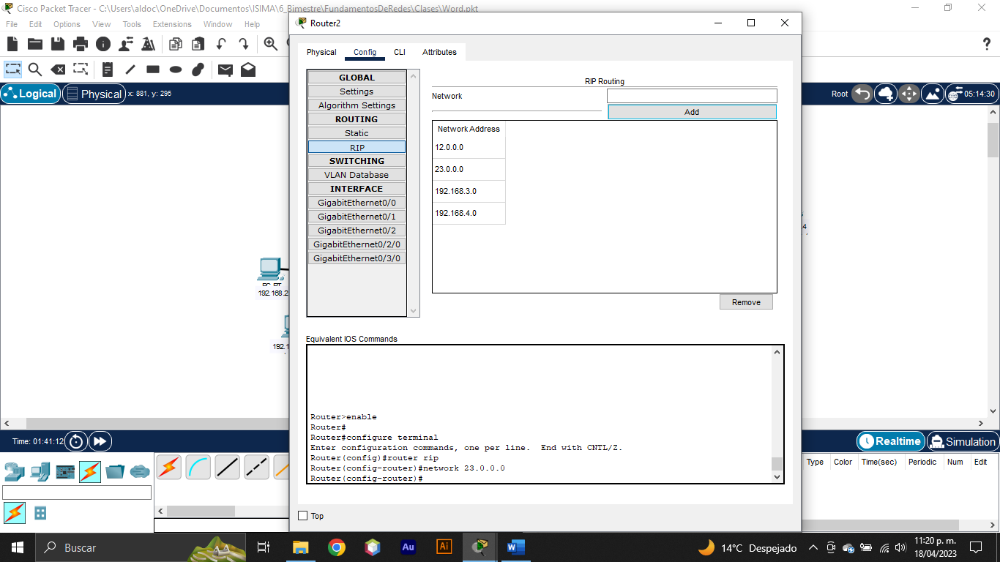 Cisco Packet Tracer - C:\Users\aldoc\OneDrive\Documentos\ISIMA\6_Bimestre\FundamentosDeRedes\Clases\Word.pkt
File Edit Options View Tools Extensions Window Help
Logical Physical x: 881, y: 295
Root 05:14:30
192.168.2
192.1
Router2
Physical Config CLI Attributes
GLOBAL
Settings
Algorithm Settings
ROUTING
Static
RIP
SWITCHING
VLAN Database
INTERFACE
GigabitEthernet0/0
GigabitEthernet0/1
GigabitEthernet0/2
GigabitEthernet0/2/0
GigabitEthernet0/3/0
RIP Routing
Network
Add
Network Address
12.0.0.0
23.0.0.0
192.168.3.0
192.168.4.0
Remove
Equivalent IOS Commands
Router>enable
Router#
Router#configure terminal
Enter configuration commands, one per line. End with CNTL/Z.
Router(config)#router rip
Router(config-router)#network 23.0.0.0
Router(config-router)#
Top
Time: 01:41:12
Realtime Simulation
Type Color Time(sec) Periodic Num Edit
Buscar
Au
Ai
14°C Despejado
11:20 p. m.
18/04/2023